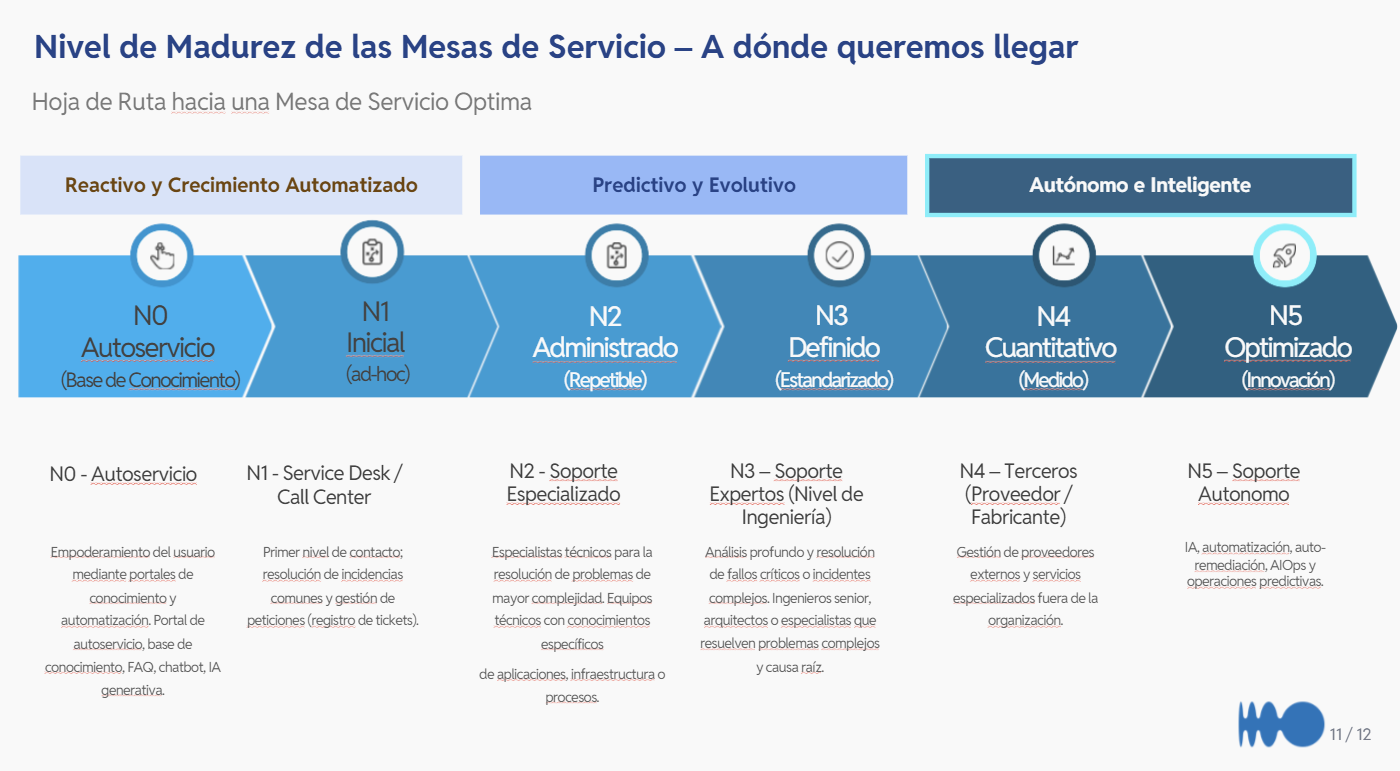 Nivel de Madurez de las Mesas de Servicio – A dónde queremos llegar
Hoja de Ruta hacia una Mesa de Servicio Optima
Reactivo y Crecimiento Automatizado
Predictivo y Evolutivo
Autónomo e Inteligente
N0
Autoservicio
(Base de Conocimiento)
N1
Inicial
(ad-hoc)
N2
Administrado
(Repetible)
N3
Definido
(Estandarizado)
N4
Cuantitativo
(Medido)
N5
Optimizado
(Innovación)
N0 - Autoservicio
Empoderamiento del usuario
mediante portales de
conocimiento y
automatización. Portal de
autoservicio, base de
conocimiento, FAQ, chatbot, IA
generativa.
N1 - Service Desk /
Call Center
Primer nivel de contacto;
resolución de incidencias
comunes y gestión de
peticiones (registro de tickets).
N2 - Soporte
Especializado
Especialistas técnicos para la
resolución de problemas de
mayor complejidad. Equipos
técnicos con conocimientos
específicos
de aplicaciones, infraestructura o
procesos.
N3 – Soporte
Expertos (Nivel de
Ingeniería)
Análisis profundo y resolución
de fallos críticos o incidentes
complejos. Ingenieros senior,
arquitectos o especialistas que
resuelven problemas complejos
y causa raíz.
N4 – Terceros
(Proveedor /
Fabricante)
Gestión de proveedores
externos y servicios
especializados fuera de la
organización.
N5 – Soporte
Autonomo
IA, automatización, auto-
remediación, AIOps y
operaciones predictivas.
11 / 12